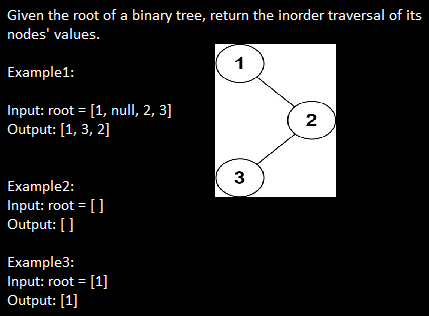 Given the root of a binary tree, return the inorder traversal of its
nodes' values.
Example1:
Input: root = [1, null, 2, 3]
Output: [1, 3, 2]
1
2
3
Example2:
Input: root = [ ]
Output: [ ]
Example3:
Input: root = [1]
Output: [1]